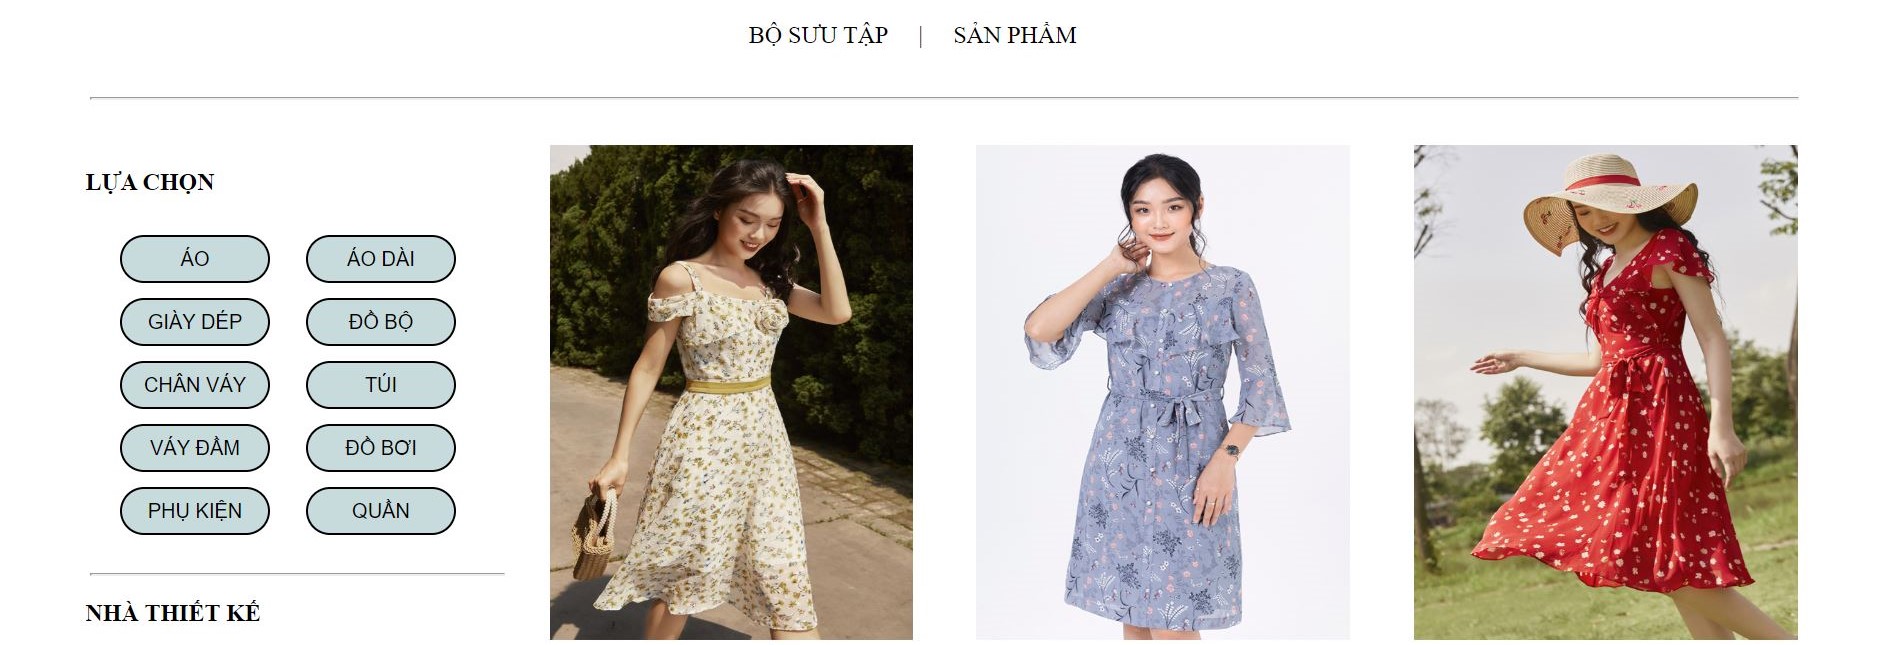 BỘ SƯU TẬP | SẢN PHẨM
LỰA CHỌN
ÁO
ÁO DÀI
GIÀY DÉP
ĐỒ BỘ
CHÂN VÁY
TÚI
VÁY ĐẦM
ĐỒ BƠI
PHỤ KIỆN
QUẦN
NHÀ THIẾT KẾ